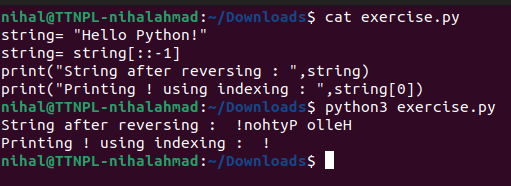 nihal@TTNPL-nihalahmad:~/Downloads$ cat exercise.py
string= "Hello Python!"
string= string[::-1]
print("String after reversing : ",string)
print("Printing ! using indexing : ",string[0])
nihal@TTNPL-nihalahmad:~/Downloads$ python3 exercise.py
String after reversing :  !nohtyP olleH
Printing ! using indexing :  !
nihal@TTNPL-nihalahmad:~/Downloads$